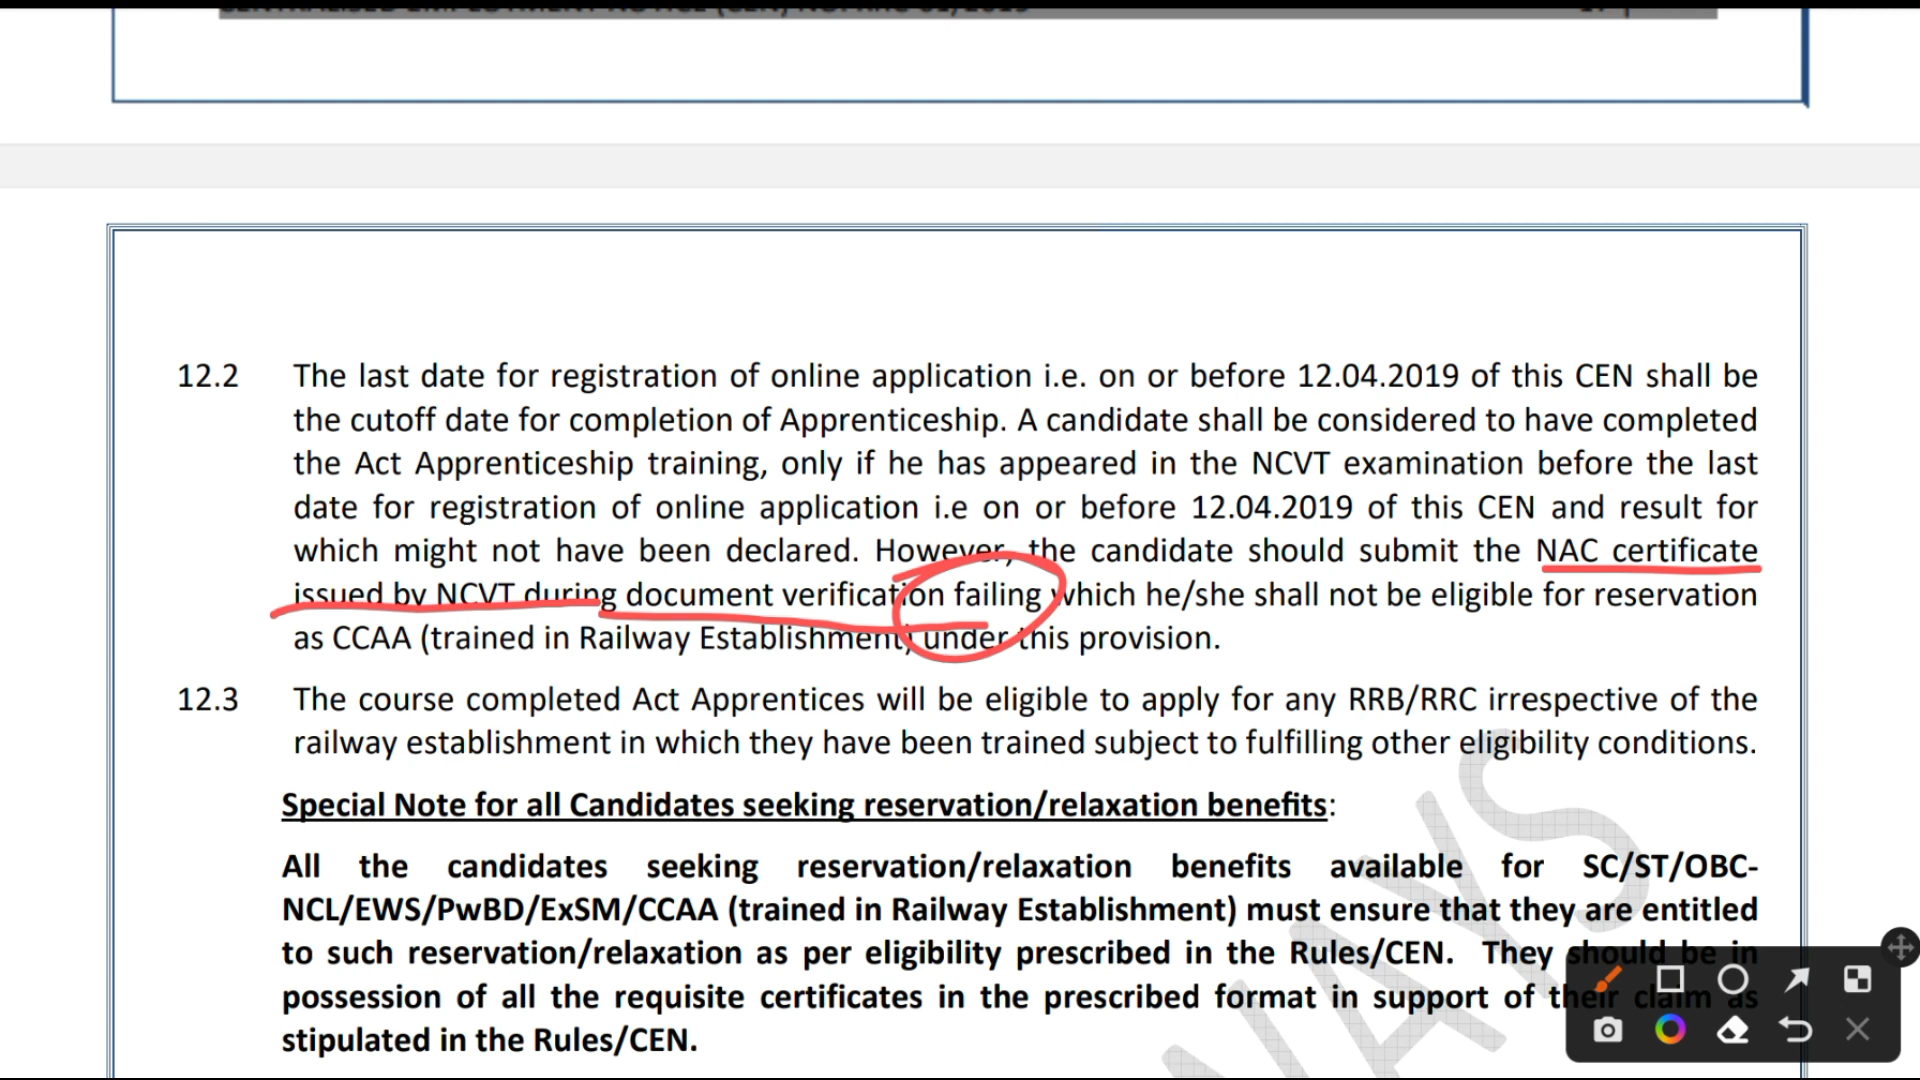 CENTRALISED EMPLOYMENT NOTICE (CEN) NO. RRC-01/2019 17 |
12.2 The last date for registration of online application i.e. on or before 12.04.2019 of this CEN shall be
the cutoff date for completion of Apprenticeship. A candidate shall be considered to have completed
the Act Apprenticeship training, only if he has appeared in the NCVT examination before the last
date for registration of online application i.e on or before 12.04.2019 of this CEN and result for
which might not have been declared. However, the candidate should submit the NAC certificate
issued by NCVT during document verification failing which he/she shall not be eligible for reservation
as CCAA (trained in Railway Establishment) under this provision.
12.3 The course completed Act Apprentices will be eligible to apply for any RRB/RRC irrespective of the
railway establishment in which they have been trained subject to fulfilling other eligibility conditions.
Special Note for all Candidates seeking reservation/relaxation benefits:
All the candidates seeking reservation/relaxation benefits available for SC/ST/OBC-
NCL/EWS/PwBD/ExSM/CCAA (trained in Railway Establishment) must ensure that they are entitled
to such reservation/relaxation as per eligibility prescribed in the Rules/CEN. They should be in
possession of all the requisite certificates in the prescribed format in support of their claim as
stipulated in the Rules/CEN.
WAYS